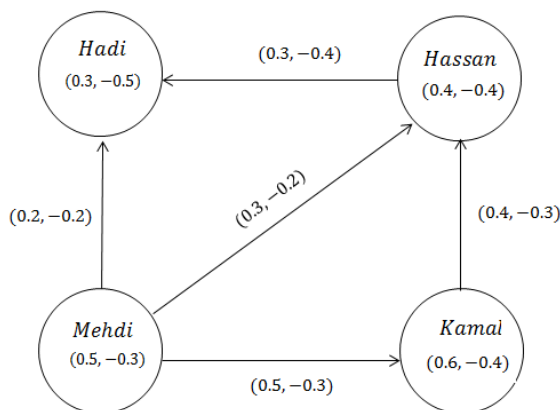 Hadi
(0.3, −0.5)
(0.3, −0.4)
Hassan
(0.4, −0.4)
(0.2, −0.2)
(0.3, −0.2)
(0.4, −0.3)
Mehdi
(0.5, −0.3)
(0.5, −0.3)
Kamal
(0.6, −0.4)